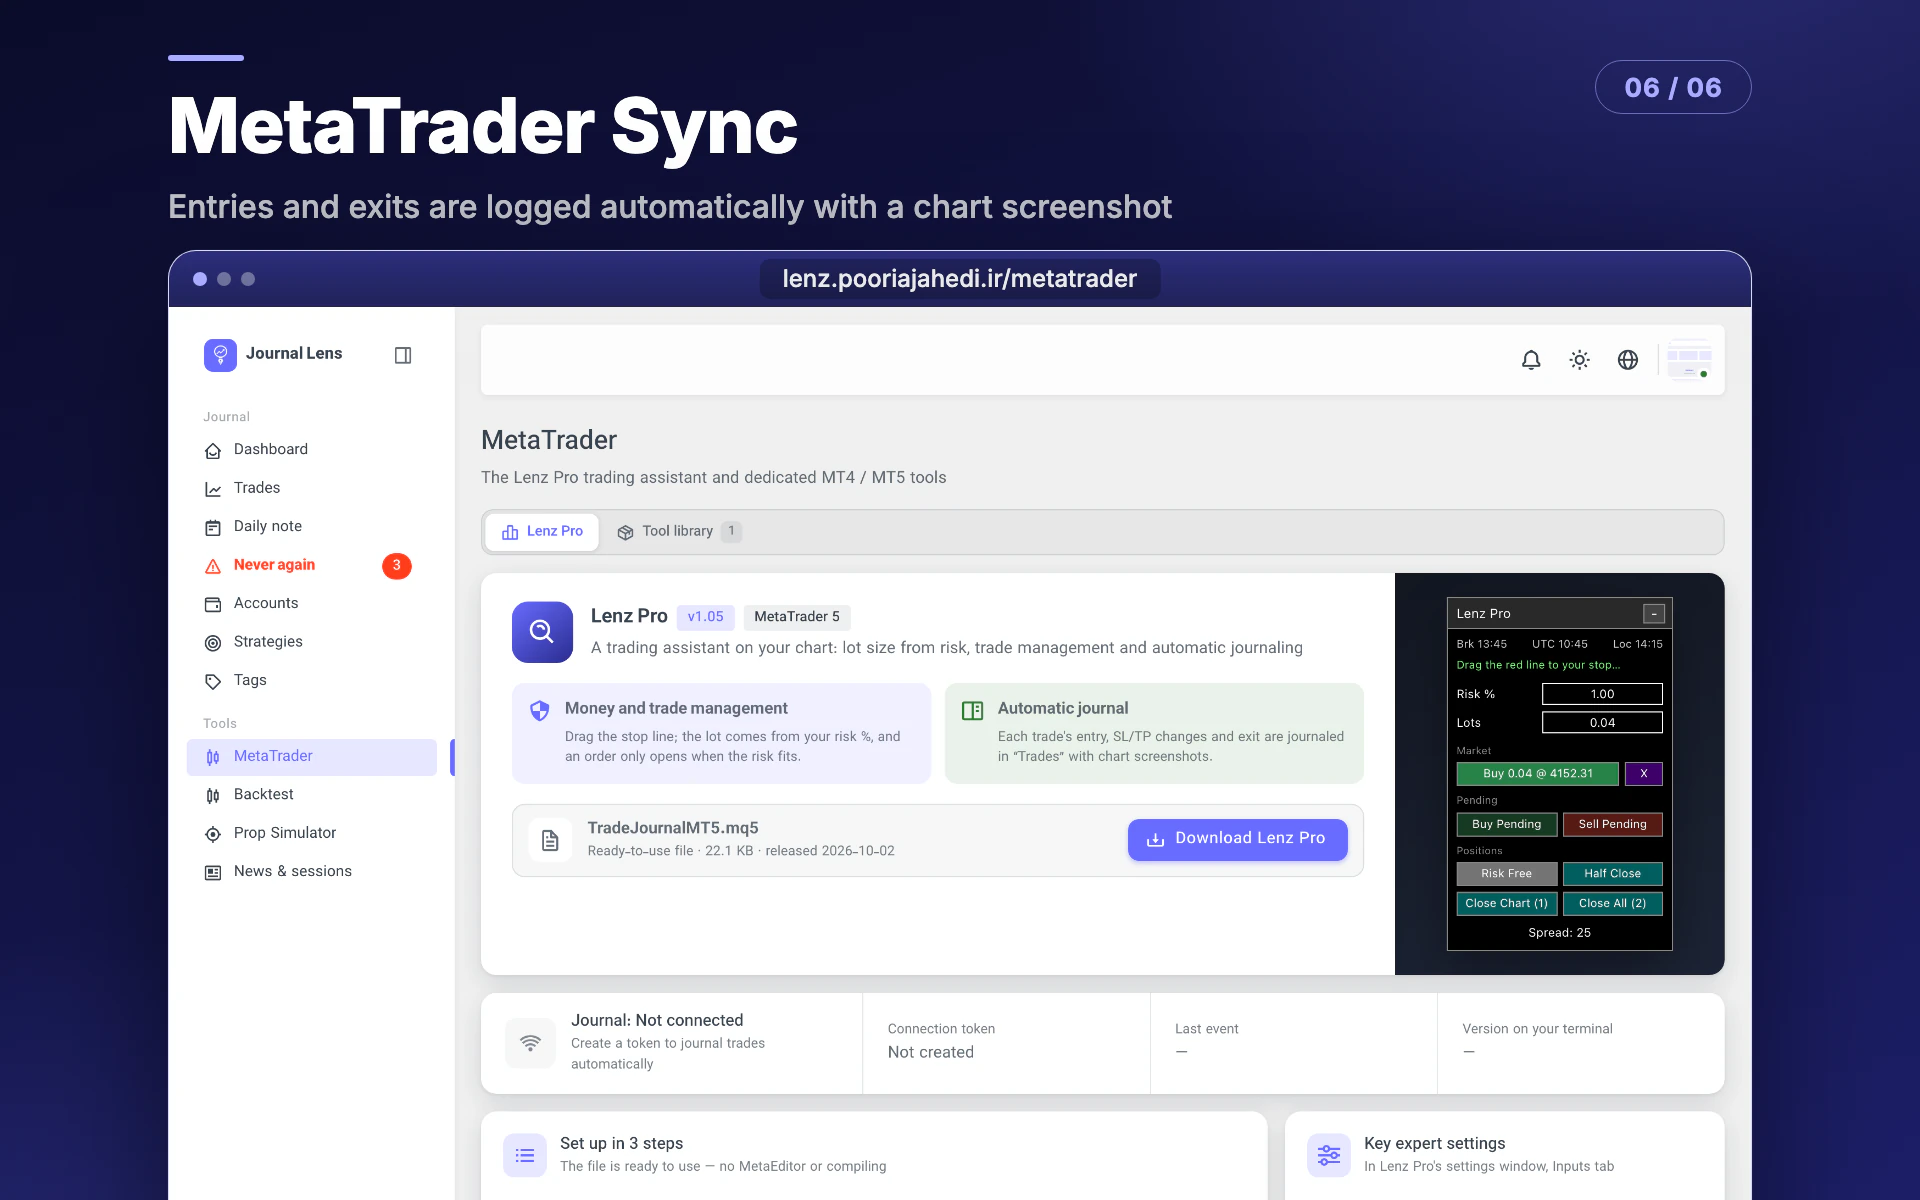 MetaTrader Sync
06 / 06
Entries and exits are logged automatically with a chart screenshot
lenz.pooriajahedi.ir/metatrader
Journal Lens
Journal
Dashboard
Trades
Daily note
Never again
3
Accounts
Strategies
Tags
Tools
MetaTrader
Backtest
Prop Simulator
News & sessions
MetaTrader
The Lenz Pro trading assistant and dedicated MT4 / MT5 tools
Lenz Pro
Tool library 1
Lenz Pro v1.05 MetaTrader 5
A trading assistant on your chart: lot size from risk, trade management and automatic journaling
Money and trade management
Drag the stop line; the lot comes from your risk %, and
an order only opens when the risk fits.
Automatic journal
Each trade's entry, SL/TP changes and exit are journaled
in "Trades" with chart screenshots.
TradeJournalMT5.mq5
Ready-to-use file · 22.1 KB · released 2026-10-02
Download Lenz Pro
Lenz Pro -
Brk 13:45 UTC 10:45 Loc 14:15
Drag the red line to your stop...
Risk % 1.00
Lots 0.04
Market
Buy 0.04 @ 4152.31 X
Pending
Buy Pending Sell Pending
Positions
Risk Free Half Close
Close Chart (1) Close All (2)
Spread: 25
Journal: Not connected
Create a token to journal trades
automatically
Connection token
Not created
Last event
—
Version on your terminal
—
Set up in 3 steps
The file is ready to use — no MetaEditor or compiling
Key expert settings
In Lenz Pro's settings window, Inputs tab